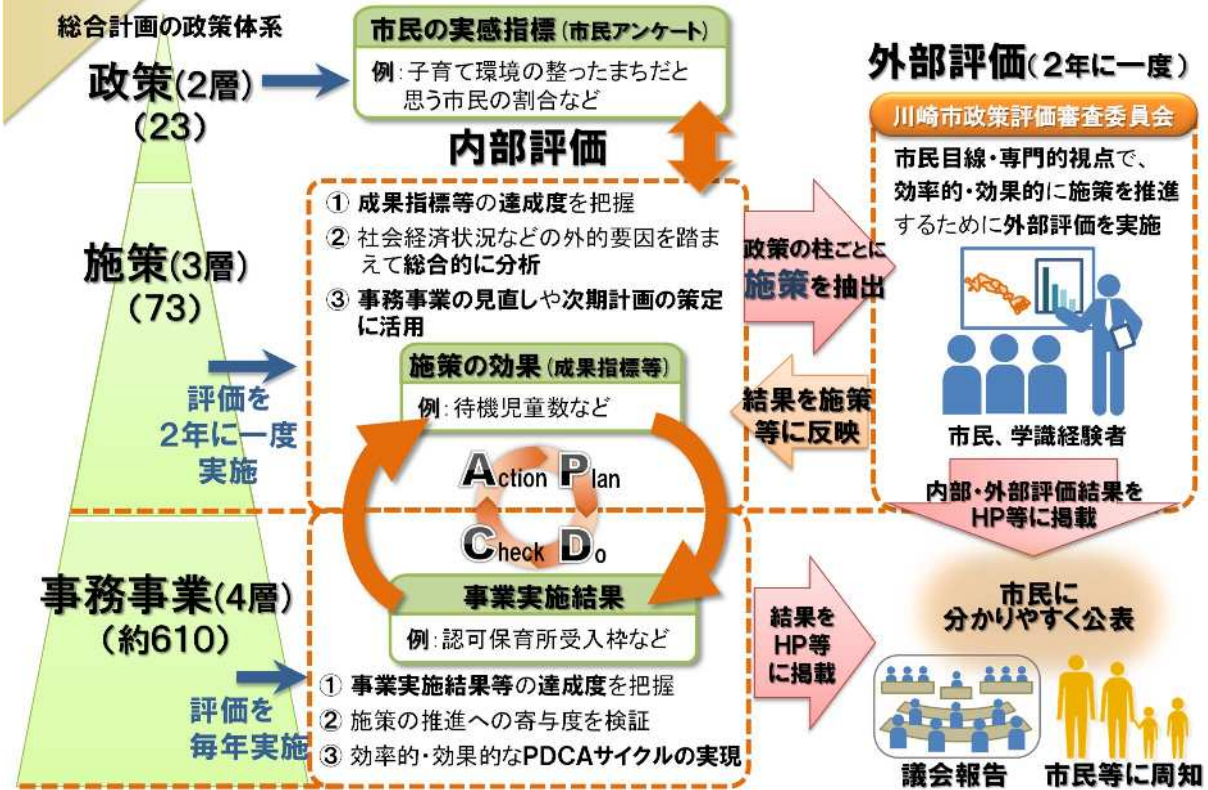 総合計画の政策体系
政策(2層)
(23)
施策(3層)
(73)
評価を
2年に一度
実施
事務事業(4層)
(約610)
評価を
毎年実施
市民の実感指標(市民アンケート)
例:子育て環境の整ったまちだと
思う市民の割合など
内部評価
① 成果指標等の達成度を把握
② 社会経済状況などの外的要因を踏ま
えて総合的に分析
③ 事務事業の見直しや次期計画の策定
に活用
施策の効果(成果指標等)
例:待機児童数など
Action Plan
Check Do
事業実施結果
例:認可保育所受入枠など
① 事業実施結果等の達成度を把握
② 施策の推進への寄与度を検証
③ 効率的・効果的なPDCAサイクルの実現
政策の柱ごとに
施策を抽出
結果を施策
等に反映
結果を
HP等
に掲載
外部評価(2年に一度)
川崎市政策評価審査委員会
市民目線・専門的視点で、
効率的・効果的に施策を推進
するために外部評価を実施
市民、学識経験者
内部・外部評価結果を
HP等に掲載
市民に
分かりやすく公表
議会報告
市民等に周知